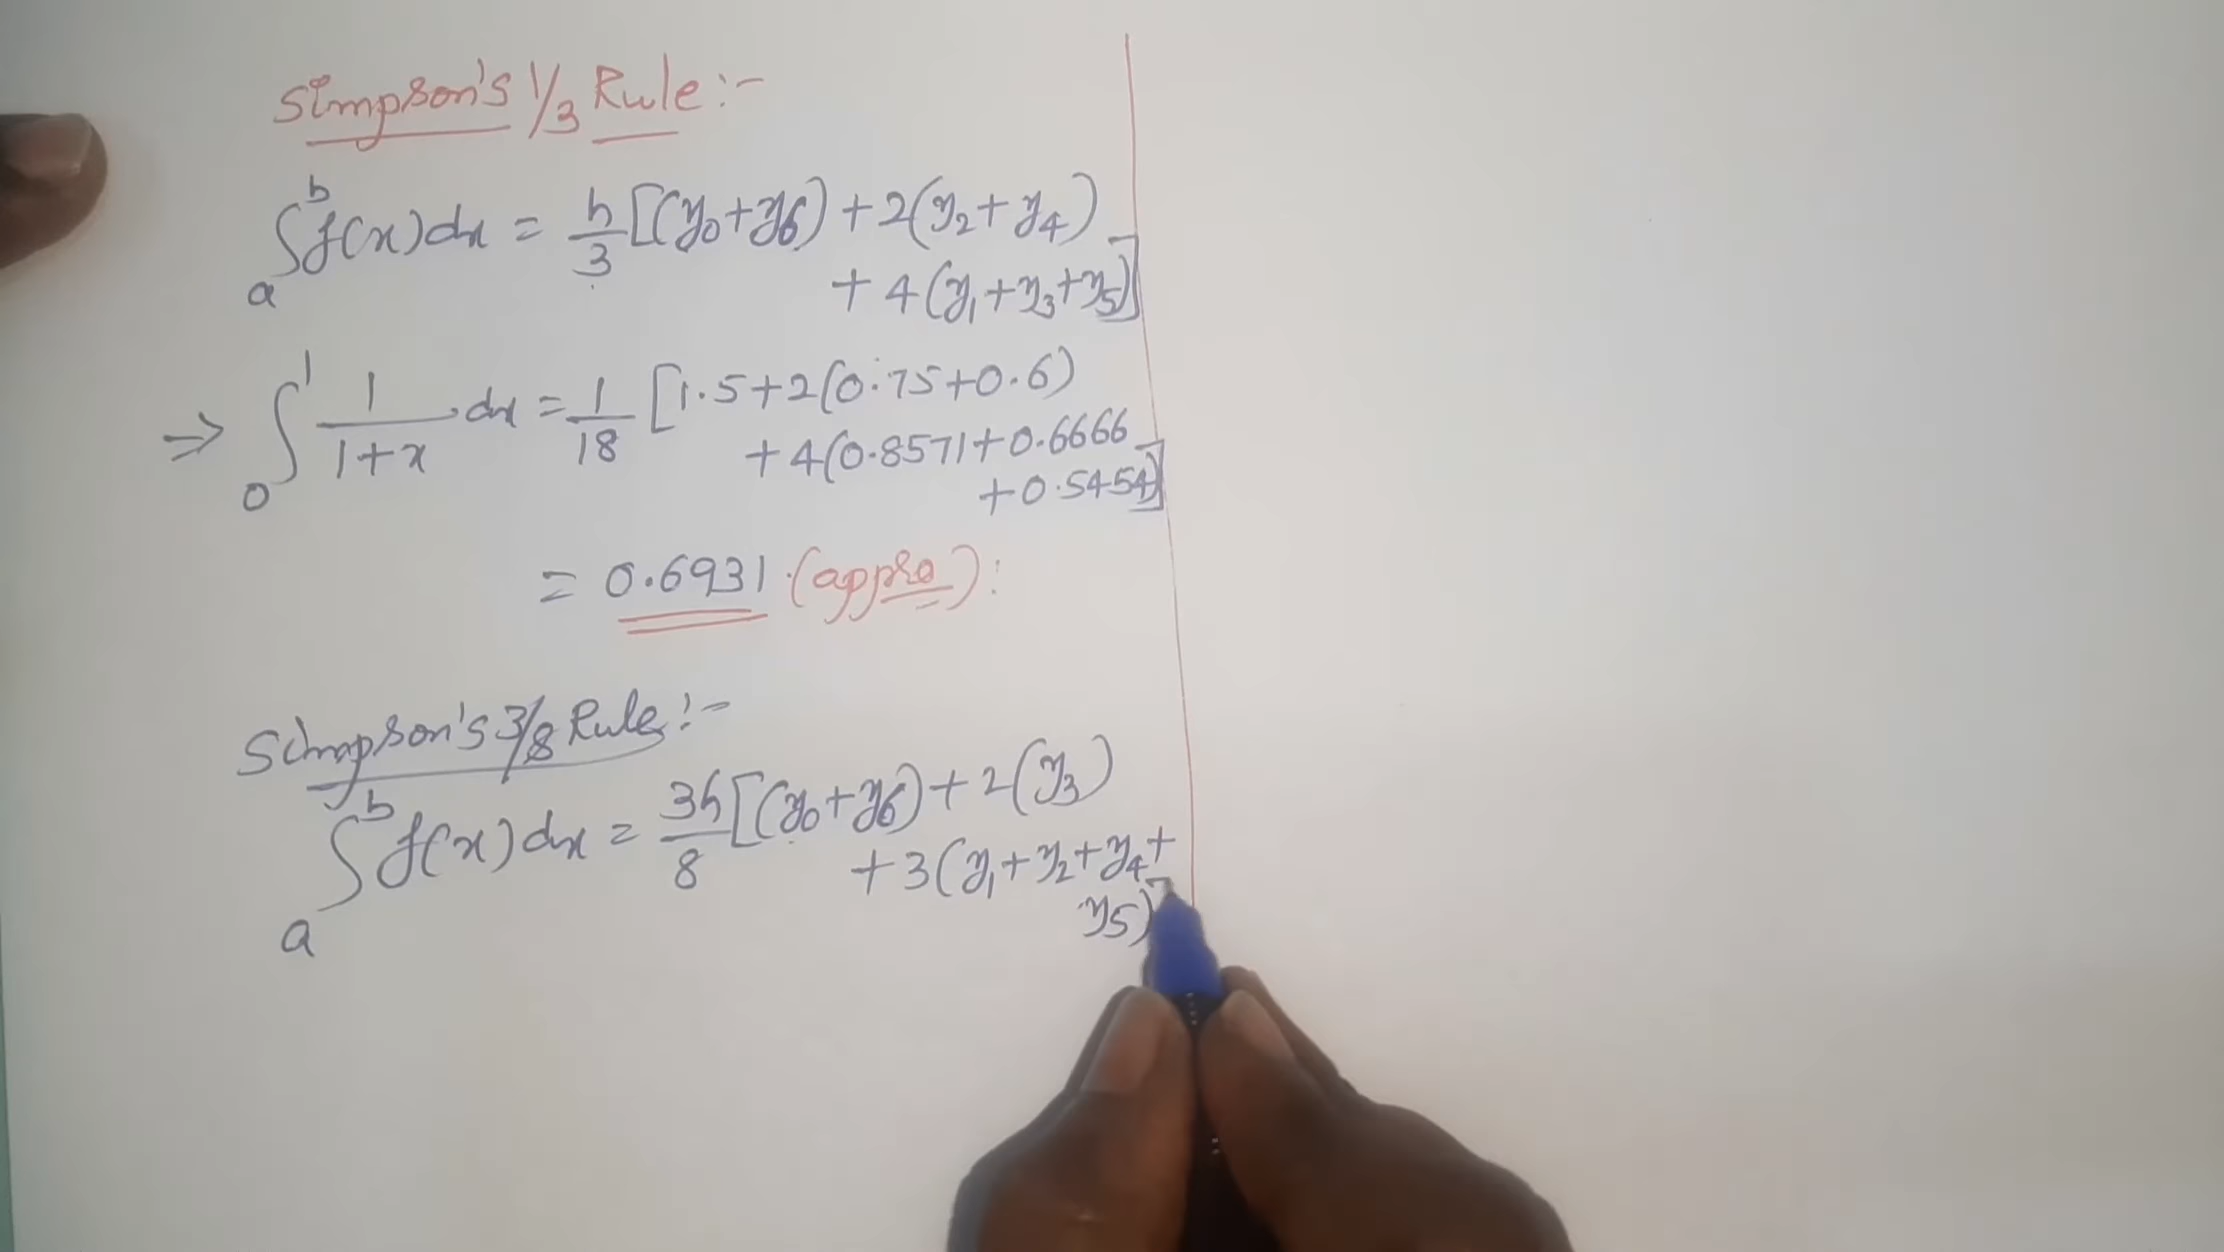 Simpson's 1/3 Rule:-
∫ₐᵇ f(x)dx = h/3 [(y₀+y₆)+2(y₂+y₄)
+4(y₁+y₃+y₅)]
⇒ ∫₀¹ 1/(1+x) dx = 1/18 [1.5+2(0.75+0.6)
+4(0.8571+0.6666
+0.5454)]
= 0.6931 (appro):
Simpson's 3/8 Rule:-
∫ₐᵇ f(x)dx = 3h/8 [(y₀+y₆)+2(y₃)
+3(y₁+y₂+y₄+
y₅)]